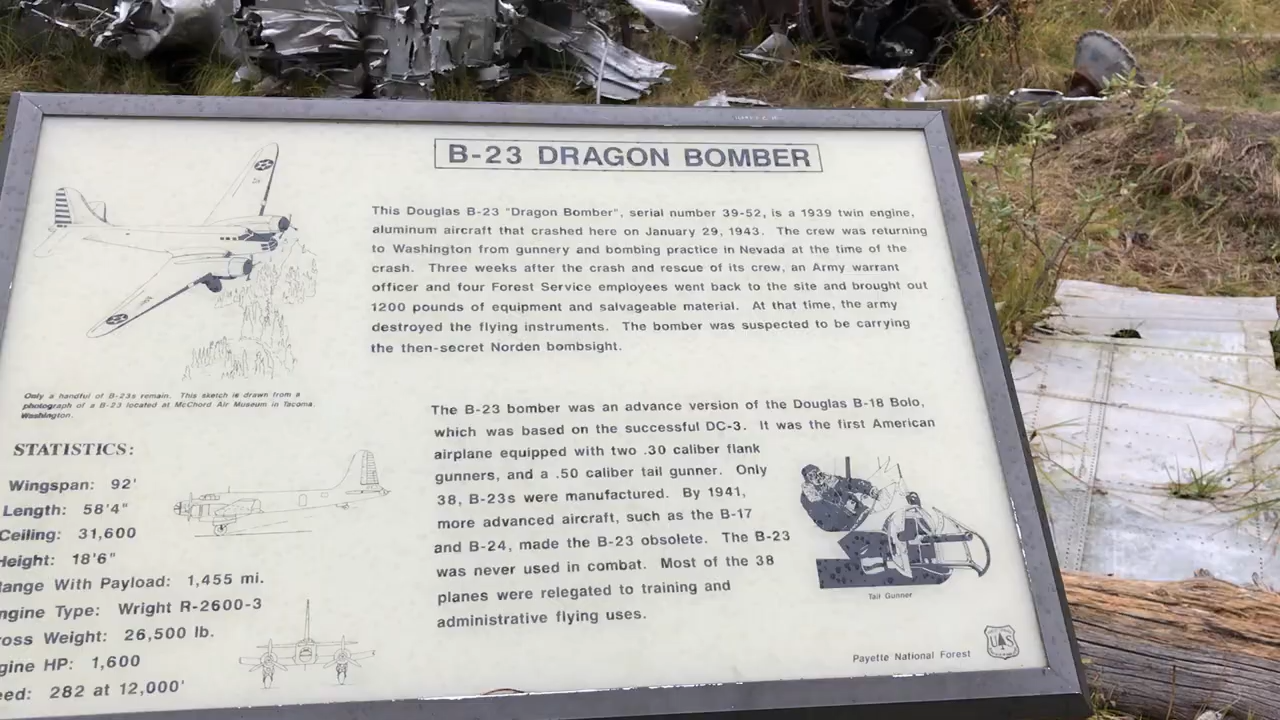 B-23 DRAGON BOMBER
This Douglas B-23 "Dragon Bomber", serial number 39-52, is a 1939 twin engine,
aluminum aircraft that crashed here on January 29, 1943. The crew was returning
to Washington from gunnery and bombing practice in Nevada at the time of the
crash. Three weeks after the crash and rescue of its crew, an Army warrant
officer and four Forest Service employees went back to the site and brought out
1200 pounds of equipment and salvageable material. At that time, the army
destroyed the flying instruments. The bomber was suspected to be carrying
the then-secret Norden bombsight.
Only a handful of B-23s remain. This sketch is drawn from a
photograph of a B-23 located at McChord Air Museum in Tacoma,
Washington.
STATISTICS:
Wingspan: 92'
Length: 58'4"
Ceiling: 31,600
Height: 18'6"
ange With Payload: 1,455 mi.
ngine Type: Wright R-2600-3
ross Weight: 26,500 lb.
gine HP: 1,600
eed: 282 at 12,000'
The B-23 bomber was an advance version of the Douglas B-18 Bolo,
which was based on the successful DC-3. It was the first American
airplane equipped with two .30 caliber flank
gunners, and a .50 caliber tail gunner. Only
38, B-23s were manufactured. By 1941,
more advanced aircraft, such as the B-17
and B-24, made the B-23 obsolete. The B-23
was never used in combat. Most of the 38
planes were relegated to training and
administrative flying uses.
Tail Gunner
Payette National Forest
U S